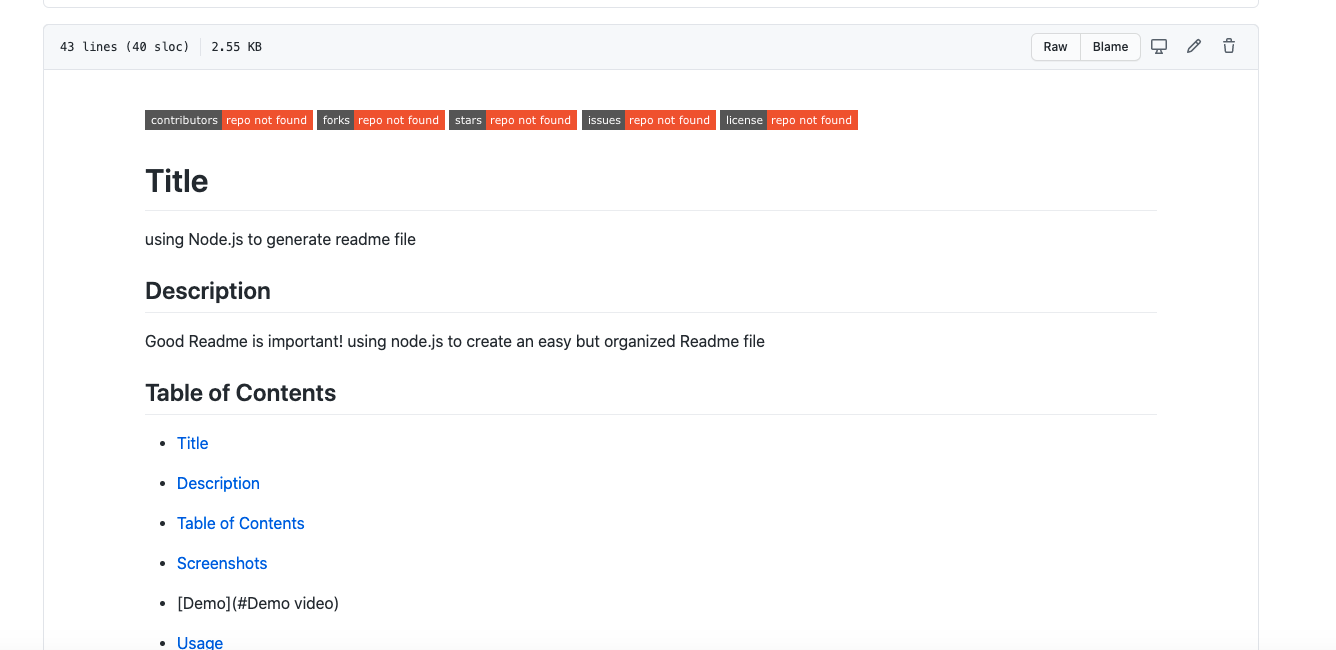 43 lines (40 sloc) 2.55 KB Raw Blame
contributors repo not found forks repo not found stars repo not found issues repo not found license repo not found
Title
using Node.js to generate readme file
Description
Good Readme is important! using node.js to create an easy but organized Readme file
Table of Contents
• Title
• Description
• Table of Contents
• Screenshots
• [Demo](#Demo video)
• Usage